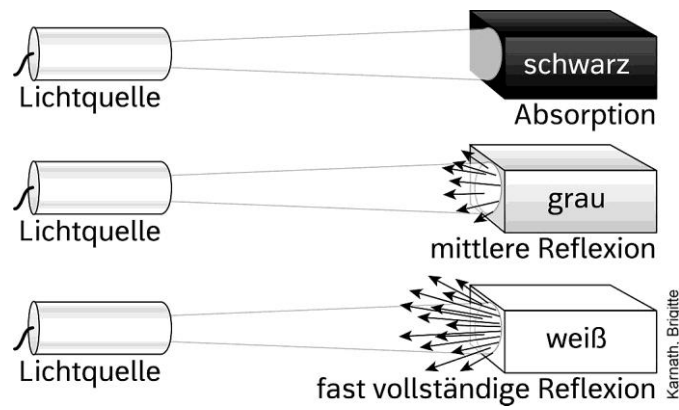 schwarz
Lichtquelle
Absorption
grau
Lichtquelle
mittlere Reflexion
weiß
Lichtquelle
fast vollständige Reflexion
Karnath, Brigitte